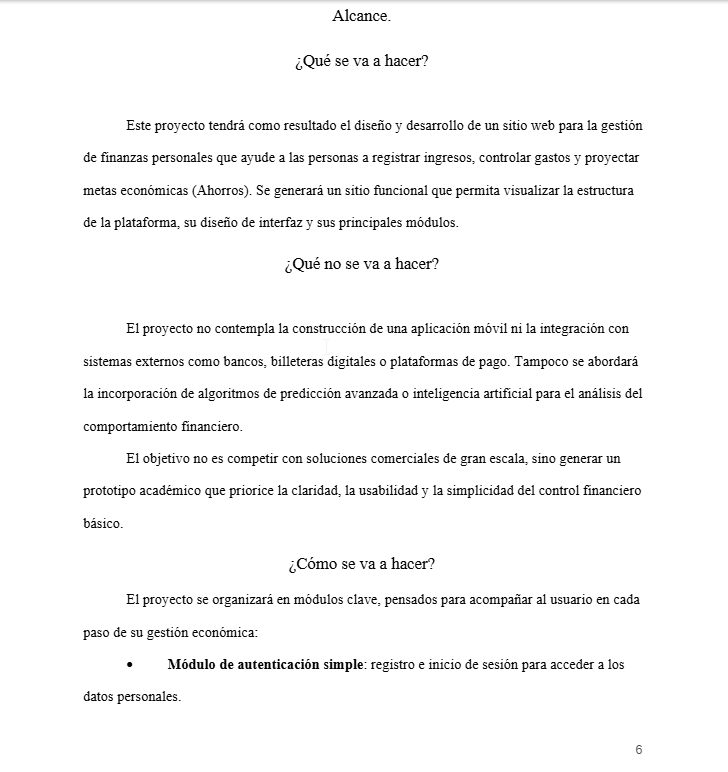 Alcance.
¿Qué se va a hacer?
Este proyecto tendrá como resultado el diseño y desarrollo de un sitio web para la gestión
de finanzas personales que ayude a las personas a registrar ingresos, controlar gastos y proyectar
metas económicas (Ahorros). Se generará un sitio funcional que permita visualizar la estructura
de la plataforma, su diseño de interfaz y sus principales módulos.
¿Qué no se va a hacer?
El proyecto no contempla la construcción de una aplicación móvil ni la integración con
sistemas externos como bancos, billeteras digitales o plataformas de pago. Tampoco se abordará
la incorporación de algoritmos de predicción avanzada o inteligencia artificial para el análisis del
comportamiento financiero.
El objetivo no es competir con soluciones comerciales de gran escala, sino generar un
prototipo académico que priorice la claridad, la usabilidad y la simplicidad del control financiero
básico.
¿Cómo se va a hacer?
El proyecto se organizará en módulos clave, pensados para acompañar al usuario en cada
paso de su gestión económica:
• Módulo de autenticación simple: registro e inicio de sesión para acceder a los
datos personales.
6